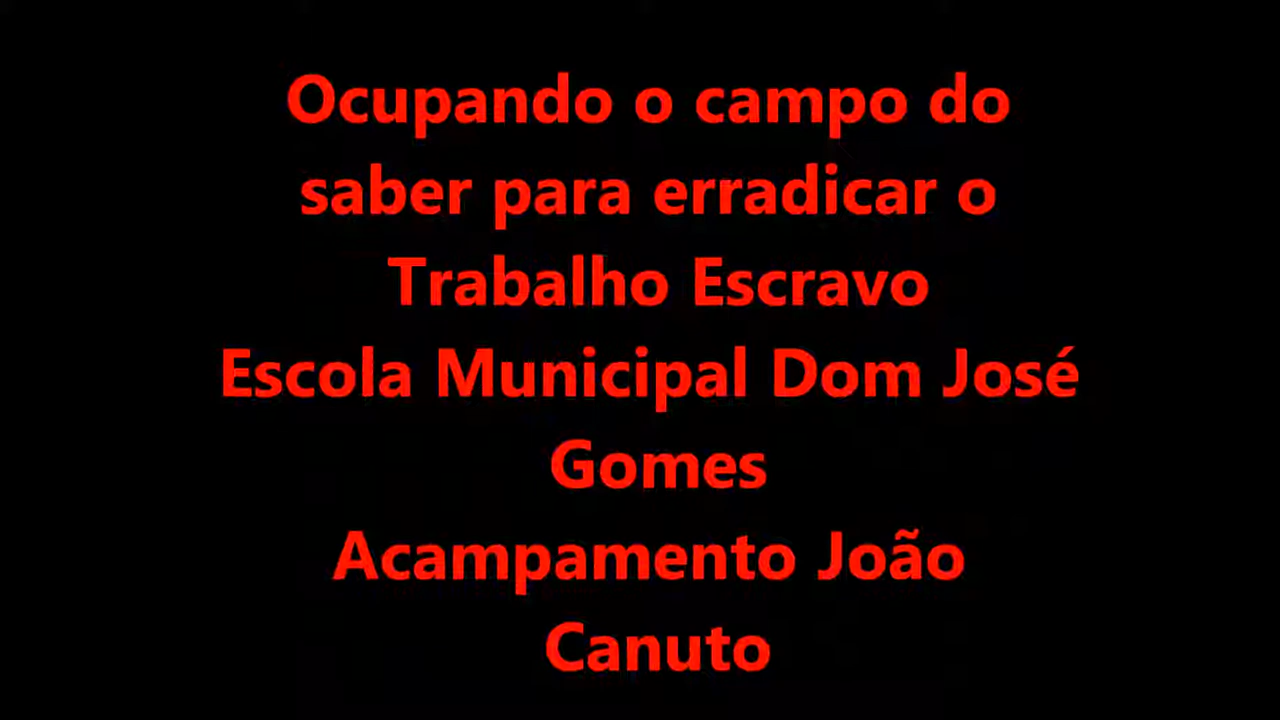 Ocupando o campo do
saber para erradicar o
Trabalho Escravo
Escola Municipal Dom José
Gomes
Acampamento João
Canuto